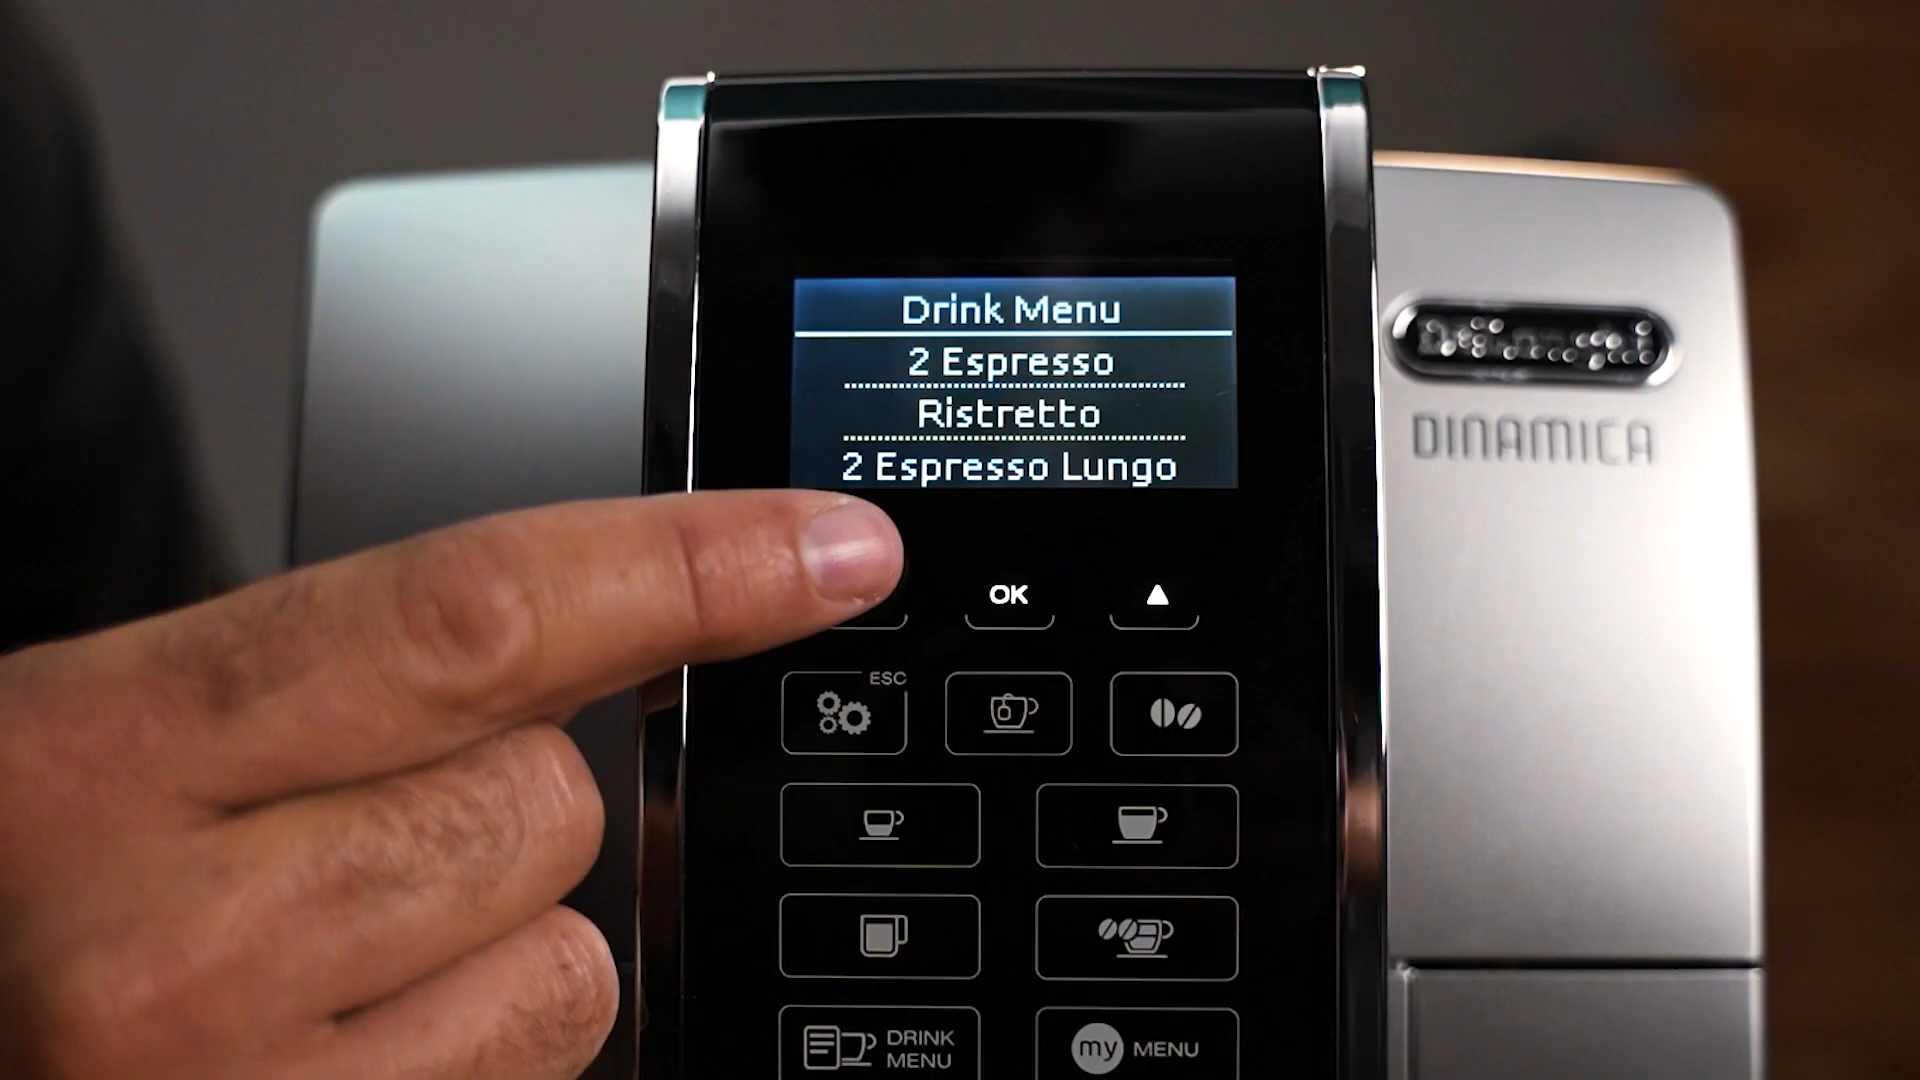 Drink Menu
2 Espresso
Ristretto
2 Espresso Lungo
DINAMICA
OK
ESC
DRINK
MENU
my MENU